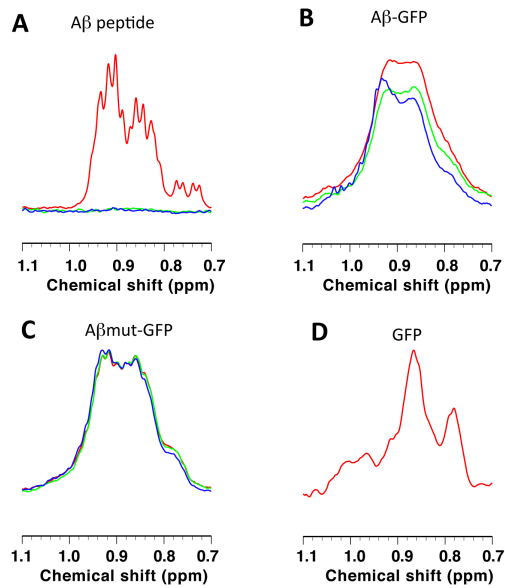 A
Aβ peptide
1.1 1.0 0.9 0.8 0.7
Chemical shift (ppm)
B
Aβ-GFP
1.1 1.0 0.9 0.8 0.7
Chemical shift (ppm)
C
Aβmut-GFP
1.1 1.0 0.9 0.8 0.7
Chemical shift (ppm)
D
GFP
1.1 1.0 0.9 0.8 0.7
Chemical shift (ppm)